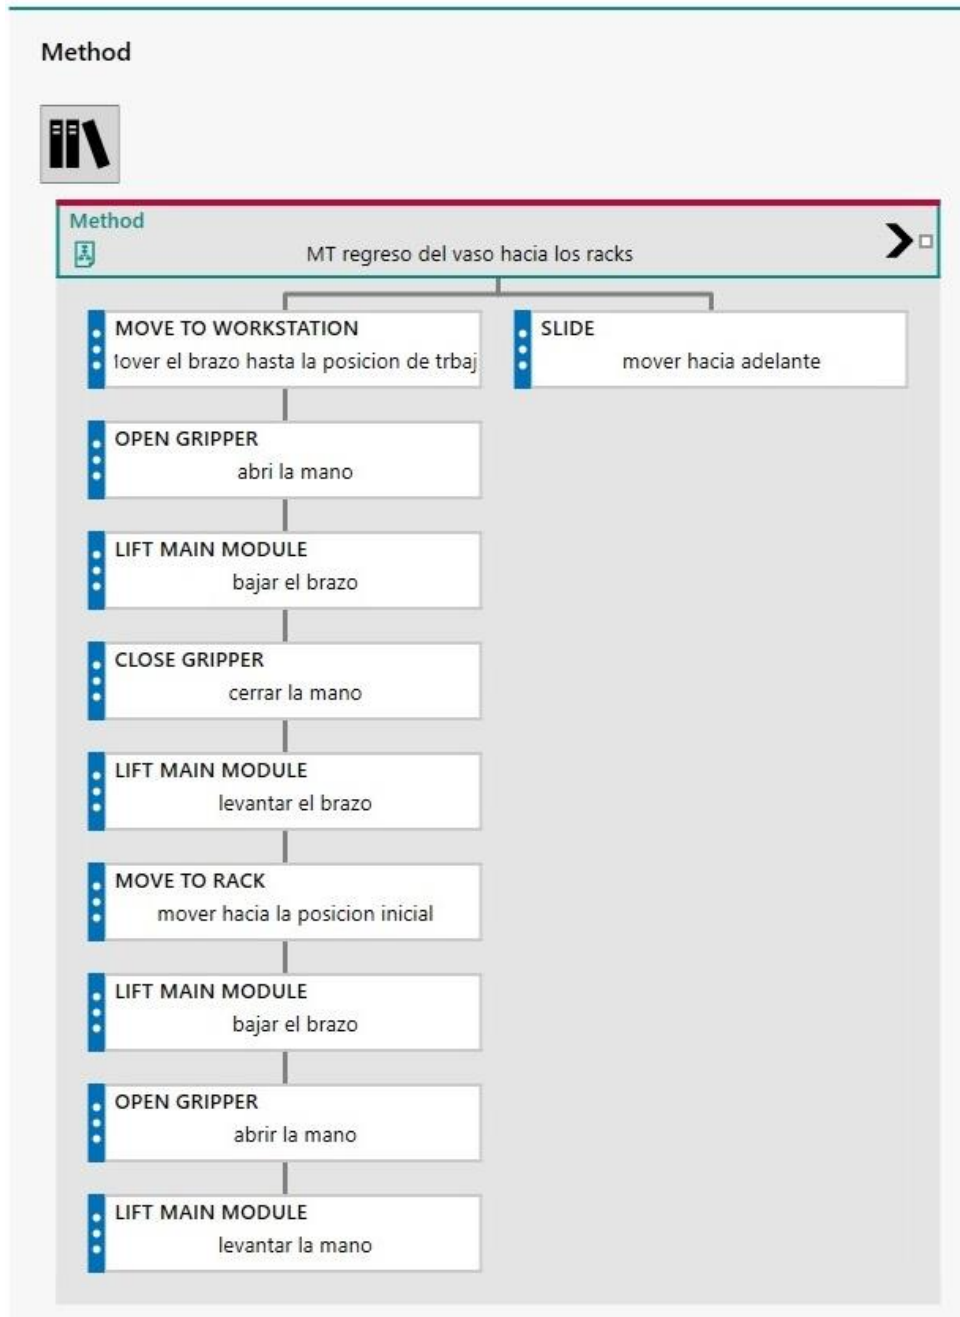 Method
Method
MT regreso del vaso hacia los racks
MOVE TO WORKSTATION
lover el brazo hasta la posicion de trbaj
SLIDE
mover hacia adelante
OPEN GRIPPER
abri la mano
LIFT MAIN MODULE
bajar el brazo
CLOSE GRIPPER
cerrar la mano
LIFT MAIN MODULE
levantar el brazo
MOVE TO RACK
mover hacia la posicion inicial
LIFT MAIN MODULE
bajar el brazo
OPEN GRIPPER
abrir la mano
LIFT MAIN MODULE
levantar la mano